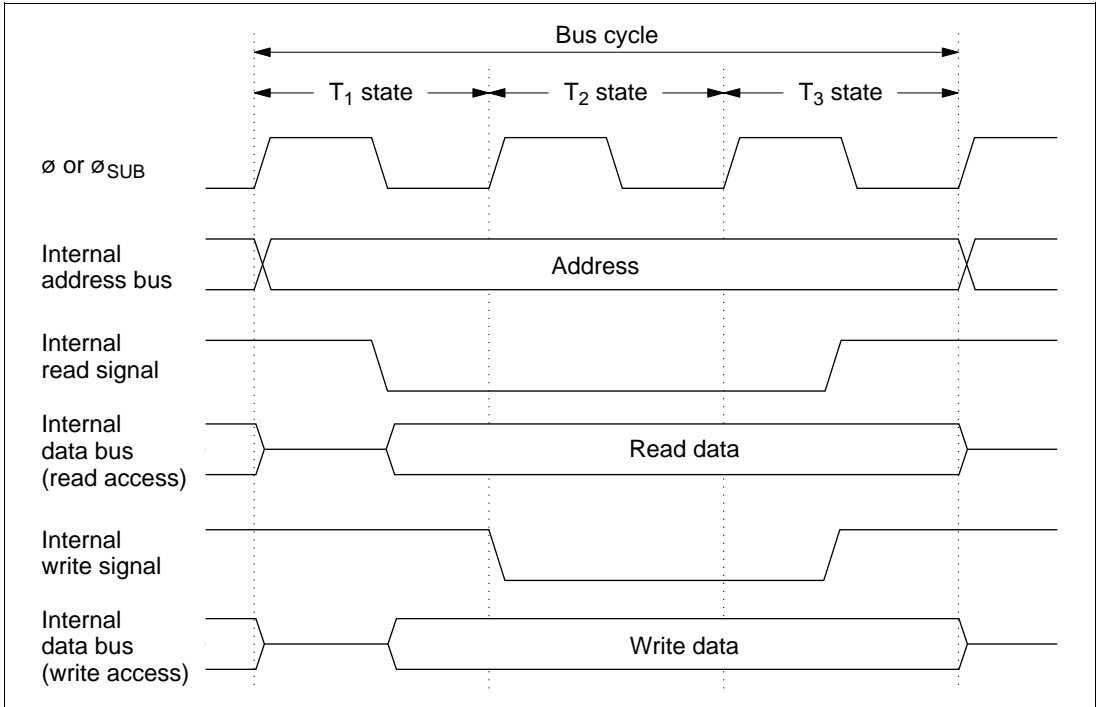 Bus cycle
T₁ state
T₂ state
T₃ state
ø or øSUB
Internal
address bus
Address
Internal
read signal
Internal
data bus
(read access)
Read data
Internal
write signal
Internal
data bus
(write access)
Write data